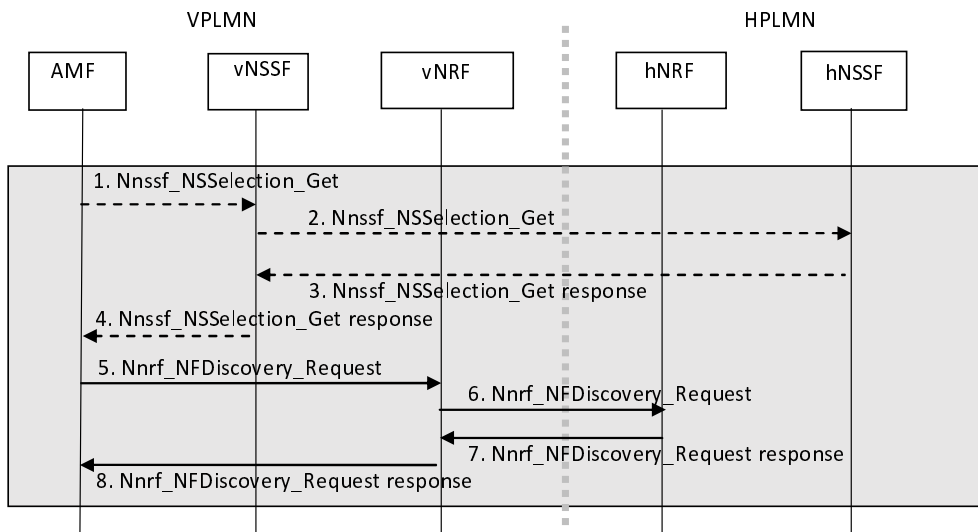 VPLMN
HPLMN
AMF
vNSSF
vNRF
hNRF
hNSSF
1. Nnssf_NSSelection_Get
2. Nnssf_NSSelection_Get
3. Nnssf_NSSelection_Get response
4. Nnssf_NSSelection_Get response
5. Nnrf_NFDiscovery_Request
6. Nnrf_NFDiscovery_Request
7. Nnrf_NFDiscovery_Request response
8. Nnrf_NFDiscovery_Request response